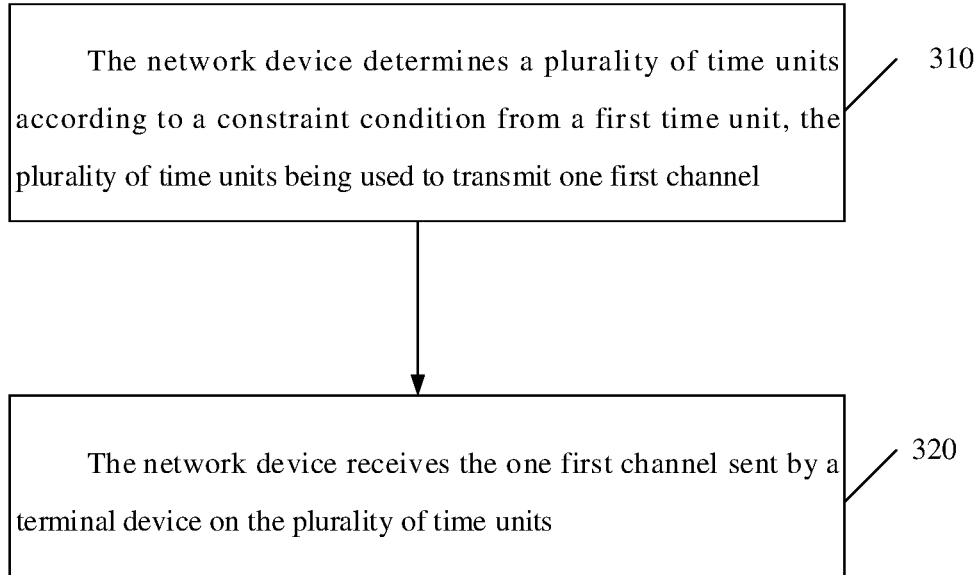 The network device determines a plurality of time units
310
according to a constraint condition from a first time unit, the
plurality of time units being used to transmit one first channel
The network device receives the one first channel sent by a
320
terminal device on the plurality of time units